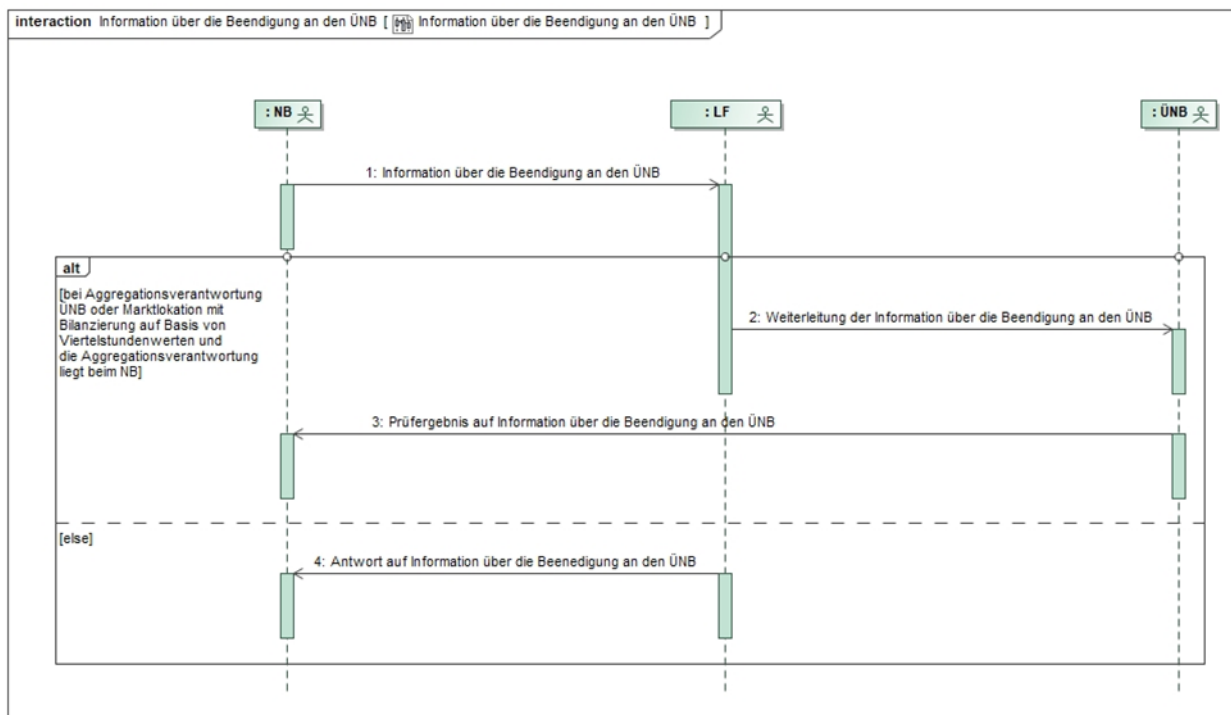 interaction Information über die Beendigung an den ÜNB [ Information über die Beendigung an den ÜNB ]
: NB
: LF
: ÜNB
1: Information über die Beendigung an den ÜNB
alt
[bei Aggregationsverantwortung
ÜNB oder Marktlokation mit
Bilanzierung auf Basis von
Viertelstundenwerten und
die Aggregationsverantwortung
liegt beim NB]
2: Weiterleitung der Information über die Beendigung an den ÜNB
3: Prüfergebnis auf Information über die Beendigung an den ÜNB
[else]
4: Antwort auf Information über die Beenedigung an den ÜNB